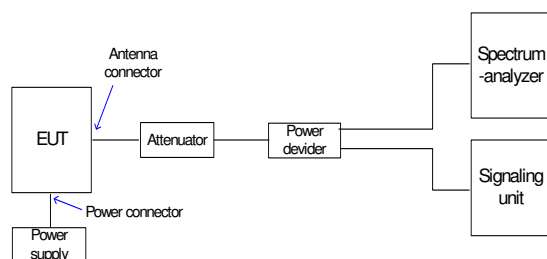 Antenna
connector
Spectrum
-analyzer
EUT
Attenuator
Power
devider
Signaling
unit
Power connector
Power
supply